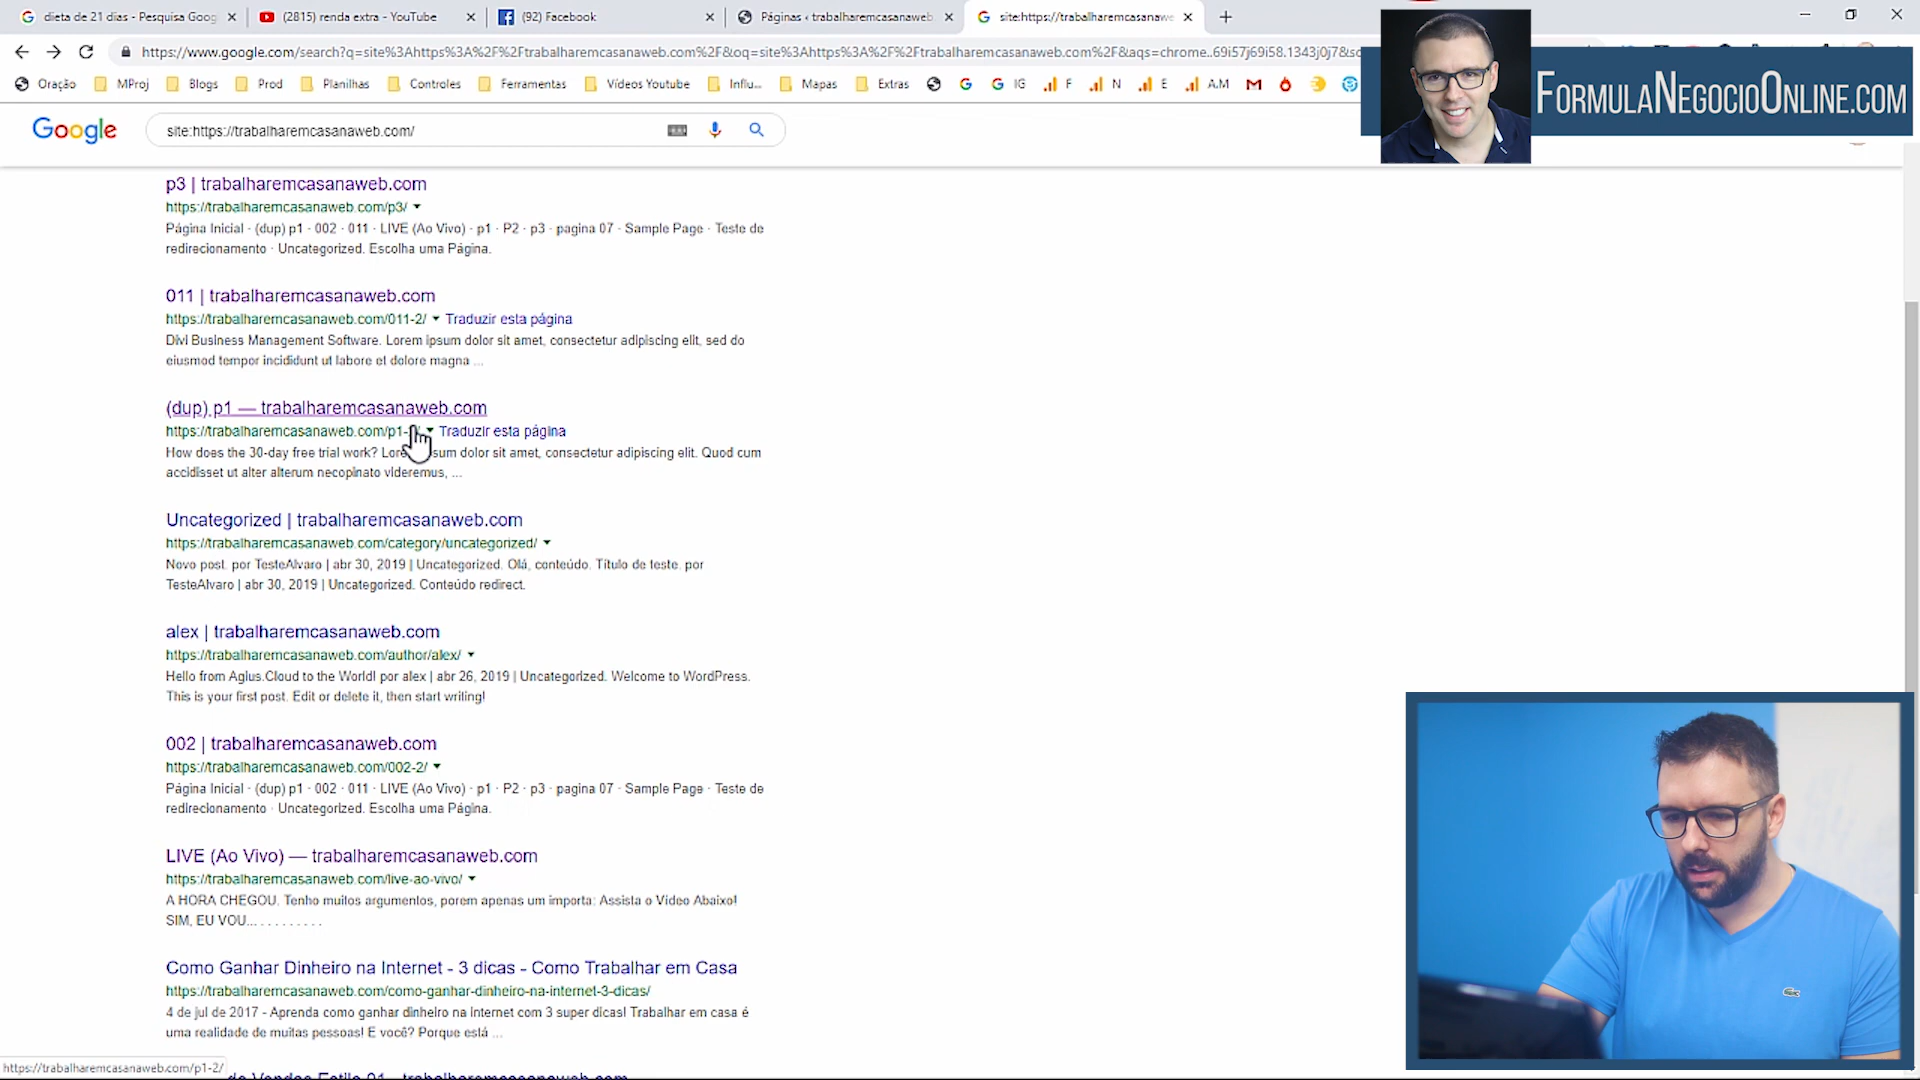 dieta de 21 dias - Pesquisa Goog
(2815) renda extra - YouTube
(92) Facebook
Páginas ‹ trabalharemcasanaweb
site:https://trabalharemcasanawe
https://www.google.com/search?q=site%3Ahttps%3A%2F%2Ftrabalharemcasanaweb.com%2F&oq=site%3Ahttps%3A%2F%2Ftrabalharemcasanaweb.com%2F&aqs=chrome..69i57j69i58.1343j0j7&so
Oração MProj Blogs Prod Planilhas Controles Ferramentas Vídeos Youtube Influ... Mapas Extras IG F N E A.M
FORMULANEGOCIOONLINE.COM
Google
site:https://trabalharemcasanaweb.com/
p3 | trabalharemcasanaweb.com
https://trabalharemcasanaweb.com/p3/
Página Inicial · (dup) p1 · 002 · 011 · LIVE (Ao Vivo) · p1 · P2 · p3 · pagina 07 · Sample Page · Teste de
redirecionamento · Uncategorized. Escolha uma Página.
011 | trabalharemcasanaweb.com
https://trabalharemcasanaweb.com/011-2/ Traduzir esta página
Divi Business Management Software. Lorem ipsum dolor sit amet, consectetur adipiscing elit, sed do
eiusmod tempor incididunt ut labore et dolore magna ...
(dup) p1 — trabalharemcasanaweb.com
https://trabalharemcasanaweb.com/p1- Traduzir esta página
How does the 30-day free trial work? Lorem ipsum dolor sit amet, consectetur adipiscing elit. Quod cum
accidisset ut alter alterum necopinato videremus, ...
Uncategorized | trabalharemcasanaweb.com
https://trabalharemcasanaweb.com/category/uncategorized/
Novo post. por TesteAlvaro | abr 30, 2019 | Uncategorized. Olá, conteúdo. Título de teste. por
TesteAlvaro | abr 30, 2019 | Uncategorized. Conteúdo redirect.
alex | trabalharemcasanaweb.com
https://trabalharemcasanaweb.com/author/alex/
Hello from Agius.Cloud to the World! por alex | abr 26, 2019 | Uncategorized. Welcome to WordPress.
This is your first post. Edit or delete it, then start writing!
002 | trabalharemcasanaweb.com
https://trabalharemcasanaweb.com/002-2/
Página Inicial · (dup) p1 · 002 · 011 · LIVE (Ao Vivo) · p1 · P2 · p3 · pagina 07 · Sample Page · Teste de
redirecionamento · Uncategorized. Escolha uma Página.
LIVE (Ao Vivo) — trabalharemcasanaweb.com
https://trabalharemcasanaweb.com/live-ao-vivo/
A HORA CHEGOU. Tenho muitos argumentos, porem apenas um importa: Assista o Vídeo Abaixo!
SIM, EU VOU... . . . . . . . . .
Como Ganhar Dinheiro na Internet - 3 dicas - Como Trabalhar em Casa
https://trabalharemcasanaweb.com/como-ganhar-dinheiro-na-internet-3-dicas/
4 de jul de 2017 - Aprenda como ganhar dinheiro na internet com 3 super dicas! Trabalhar em casa é
uma realidade de muitas pessoas! E você? Porque está ...
https://trabalharemcasanaweb.com/p1-2/
de Vendas Estilo 01 - trabalharemcasanaweb.com